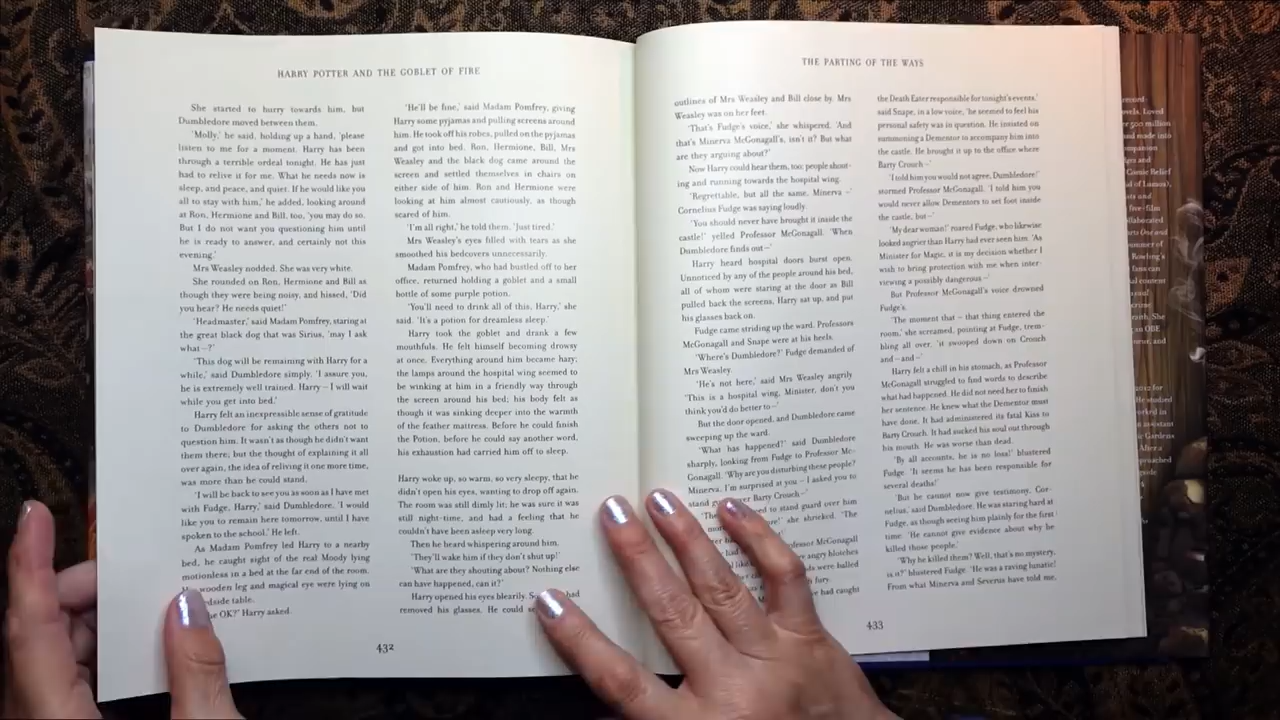 HARRY POTTER AND THE GOBLET OF FIRE
She started to hurry towards him, but
Dumbledore moved between them.
'Molly,' he said, holding up a hand, 'please
listen to me for a moment. Harry has been
through a terrible ordeal tonight. He has just
had to relive it for me. What he needs now is
sleep, and peace, and quiet. If he would like you
all to stay with him,' he added, looking around
at Ron, Hermione and Bill, too, 'you may do so.
But I do not want you questioning him until
he is ready to answer, and certainly not this
evening.'
Mrs Weasley nodded. She was very white.
She rounded on Ron, Hermione and Bill as
though they were being noisy, and hissed, 'Did
you hear? He needs quiet!'
'Headmaster,' said Madam Pomfrey, staring at
the great black dog that was Sirius, 'may I ask
what –?'
'This dog will be remaining with Harry for a
while,' said Dumbledore simply. 'I assure you,
he is extremely well trained. Harry – I will wait
while you get into bed.'
Harry felt an inexpressible sense of gratitude
to Dumbledore for asking the others not to
question him. It wasn't as though he didn't want
them there; but the thought of explaining it all
over again, the idea of reliving it one more time,
was more than he could stand.
'I will be back to see you as soon as I have met
with Fudge, Harry,' said Dumbledore. 'I would
like you to remain here tomorrow, until I have
spoken to the school.' He left.
As Madam Pomfrey led Harry to a nearby
bed, he caught sight of the real Moody lying
motionless in a bed at the far end of the room.
wooden leg and magical eye were lying on
dside table.
he OK?' Harry asked.
'He'll be fine,' said Madam Pomfrey, giving
Harry some pyjamas and pulling screens around
him. He took off his robes, pulled on the pyjamas
and got into bed. Ron, Hermione, Bill, Mrs
Weasley and the black dog came around the
screen and settled themselves in chairs on
either side of him. Ron and Hermione were
looking at him almost cautiously, as though
scared of him.
'I'm all right,' he told them. 'Just tired.'
Mrs Weasley's eyes filled with tears as she
smoothed his bedcovers unnecessarily.
Madam Pomfrey, who had bustled off to her
office, returned holding a goblet and a small
bottle of some purple potion.
'You'll need to drink all of this, Harry,' she
said. 'It's a potion for dreamless sleep.'
Harry took the goblet and drank a few
mouthfuls. He felt himself becoming drowsy
at once. Everything around him became hazy;
the lamps around the hospital wing seemed to
be winking at him in a friendly way through
the screen around his bed; his body felt as
though it was sinking deeper into the warmth
of the feather mattress. Before he could finish
the Potion, before he could say another word,
his exhaustion had carried him off to sleep.
Harry woke up, so warm, so very sleepy, that he
didn't open his eyes, wanting to drop off again.
The room was still dimly lit; he was sure it was
still night-time, and had a feeling that he
couldn't have been asleep very long.
Then he heard whispering around him.
'They'll wake him if they don't shut up!'
'What are they shouting about? Nothing else
can have happened, can it?'
Harry opened his eyes blearily. had
removed his glasses. He could
432
THE PARTING OF THE WAYS
outlines of Mrs Weasley and Bill close by. Mrs
Weasley was on her feet.
'That's Fudge's voice,' she whispered. 'And
that's Minerva McGonagall's, isn't it? But what
are they arguing about?'
Now Harry could hear them, too: people shout-
ing and running towards the hospital wing.
'Regrettable, but all the same, Minerva –'
Cornelius Fudge was saying loudly.
'You should never have brought it inside the
castle!' yelled Professor McGonagall. 'When
Dumbledore finds out –'
Harry heard hospital doors burst open.
Unnoticed by any of the people around his bed,
all of whom were staring at the door as Bill
pulled back the screens, Harry sat up, and put
his glasses back on.
Fudge came striding up the ward. Professors
McGonagall and Snape were at his heels.
'Where's Dumbledore?' Fudge demanded of
Mrs Weasley.
'He's not here,' said Mrs Weasley angrily.
'This is a hospital wing, Minister, don't you
think you'd do better to –'
But the door opened, and Dumbledore came
sweeping up the ward.
'What has happened?' said Dumbledore
sharply, looking from Fudge to Professor Mc-
Gonagall. 'Why are you disturbing these people?
Minerva, I'm surprised at you – I asked you to
stand over Barty Crouch –'
to stand guard over him
more!' she shrieked. 'The
rofessor McGonagall
angry blotches
were balled
fury.
had caught
the Death Eater responsible for tonight's events,'
said Snape, in a low voice, 'he seemed to feel his
personal safety was in question. He insisted on
summoning a Dementor to accompany him into
the castle. He brought it up to the office where
Barty Crouch –'
'I told him you would not agree, Dumbledore!'
stormed Professor McGonagall. 'I told him you
would never allow Dementors to set foot inside
the castle, but –'
'My dear woman!' roared Fudge, who likewise
looked angrier than Harry had ever seen him. 'As
Minister for Magic, it is my decision whether I
wish to bring protection with me when inter-
viewing a possibly dangerous –'
But Professor McGonagall's voice drowned
Fudge's.
'The moment that – that thing entered the
room,' she screamed, pointing at Fudge, trem-
bling all over, 'it swooped down on Crouch
and – and –'
Harry felt a chill in his stomach, as Professor
McGonagall struggled to find words to describe
what had happened. He did not need her to finish
her sentence. He knew what the Dementor must
have done. It had administered its fatal Kiss to
Barty Crouch. It had sucked his soul out through
his mouth. He was worse than dead.
'By all accounts, he is no loss!' blustered
Fudge. 'It seems he has been responsible for
several deaths!'
'But he cannot now give testimony, Cor-
nelius,' said Dumbledore. He was staring hard at
Fudge, as though seeing him plainly for the first
time. 'He cannot give evidence about why he
killed those people.'
'Why he killed them? Well, that's no mystery,
is it?' blustered Fudge. 'He was a raving lunatic!
From what Minerva and Severus have told me,
433